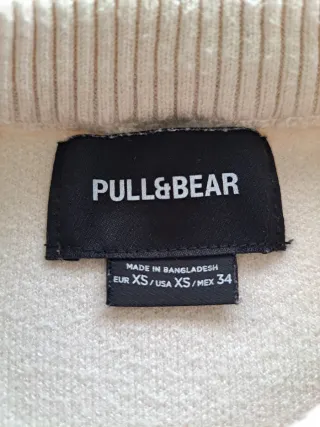 PULL&BEAR
MADE IN BANGLADESH
EUR XS / USA XS / MEX 34